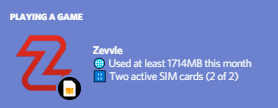 PLAYING A GAME
Zevvle
Used at least 1714MB this month
Two active SIM cards (2 of 2)